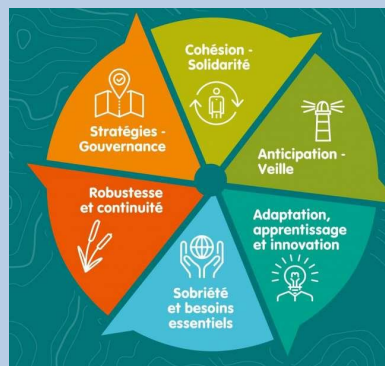 Cohésion -
Solidarité
Anticipation -
Veille
Adaptation,
apprentissage
et innovation
Sobriété
et besoins
essentiels
Robustesse
et continuité
Stratégies -
Gouvernance